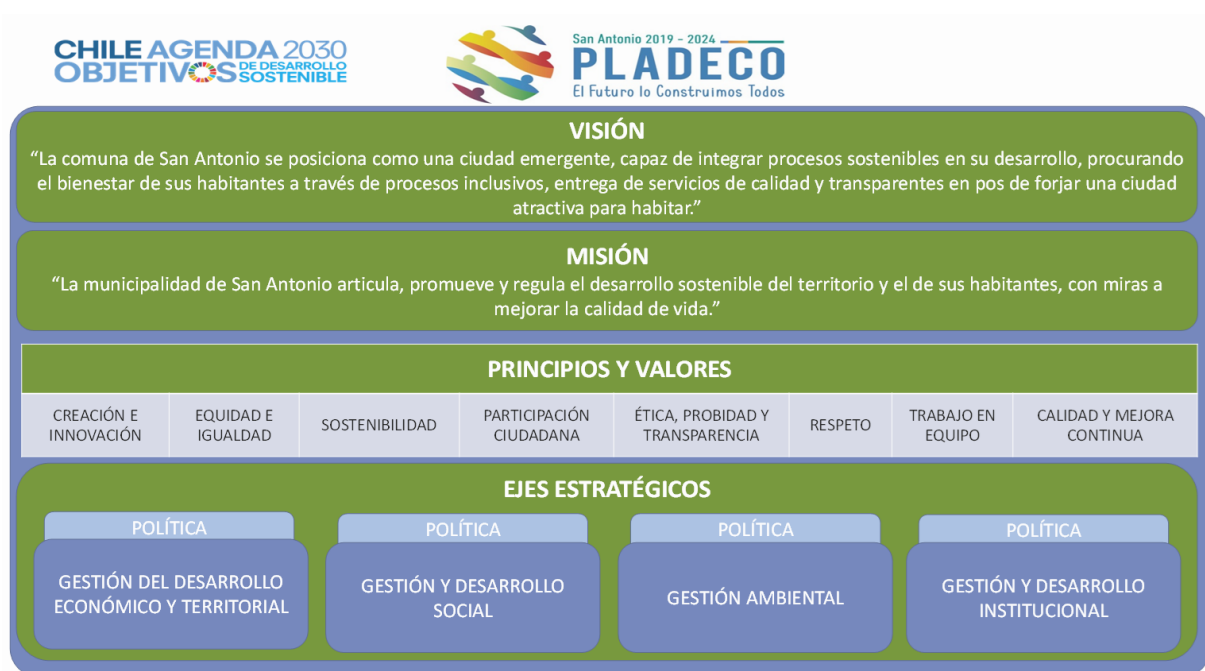 CHILE AGENDA 2030
OBJETIVOS DE DESARROLLO SOSTENIBLE
San Antonio 2019 - 2024
PLADECO
El Futuro lo Construimos Todos
VISIÓN
“La comuna de San Antonio se posiciona como una ciudad emergente, capaz de integrar procesos sostenibles en su desarrollo, procurando
el bienestar de sus habitantes a través de procesos inclusivos, entrega de servicios de calidad y transparentes en pos de forjar una ciudad
atractiva para habitar.”
MISIÓN
“La municipalidad de San Antonio articula, promueve y regula el desarrollo sostenible del territorio y el de sus habitantes, con miras a
mejorar la calidad de vida.”
PRINCIPIOS Y VALORES
CREACIÓN E
INNOVACIÓN
EQUIDAD E
IGUALDAD
SOSTENIBILIDAD
PARTICIPACIÓN
CIUDADANA
ÉTICA, PROBIDAD Y
TRANSPARENCIA
RESPETO
TRABAJO EN
EQUIPO
CALIDAD Y MEJORA
CONTINUA
EJES ESTRATÉGICOS
POLÍTICA
GESTIÓN DEL DESARROLLO
ECONÓMICO Y TERRITORIAL
POLÍTICA
GESTIÓN Y DESARROLLO
SOCIAL
POLÍTICA
GESTIÓN AMBIENTAL
POLÍTICA
GESTIÓN Y DESARROLLO
INSTITUCIONAL